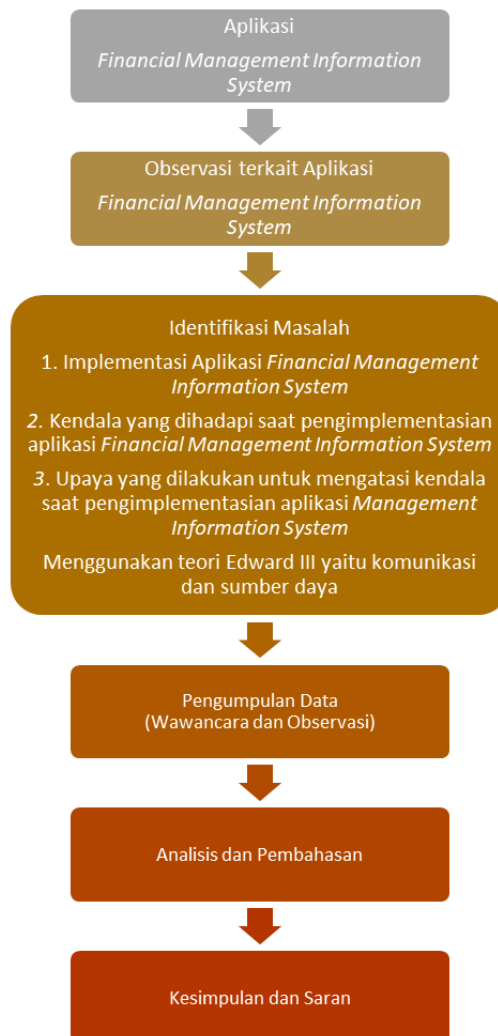 Aplikasi
Financial Management Information
System
Observasi terkait Aplikasi
Financial Management Information
System
Identifikasi Masalah
1. Implementasi Aplikasi Financial Management
Information System
2. Kendala yang dihadapi saat pengimplementasian
aplikasi Financial Management Information System
3. Upaya yang dilakukan untuk mengatasi kendala
saat pengimplementasian aplikasi Management
Information System
Menggunakan teori Edward III yaitu komunikasi
dan sumber daya
Pengumpulan Data
(Wawancara dan Observasi)
Analisis dan Pembahasan
Kesimpulan dan Saran